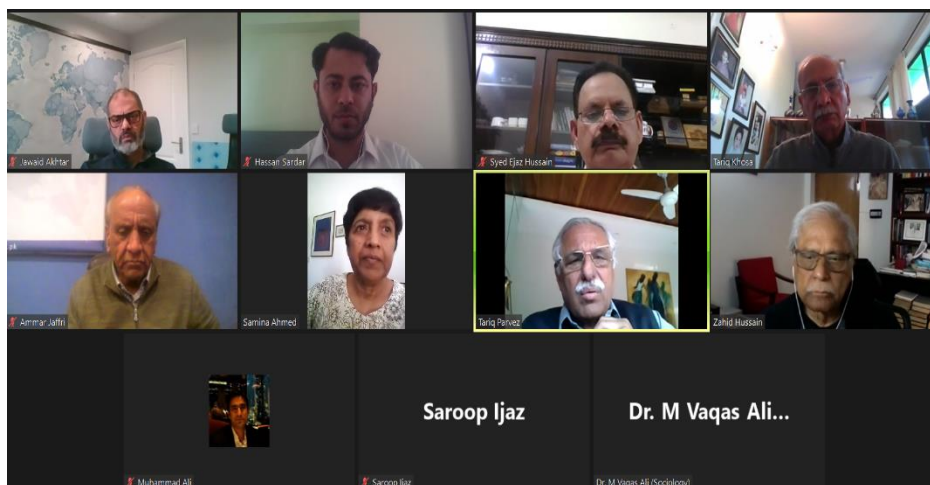 Jawaid Akhtar
Hassan Sardar
Syed Ejaz Hussain
Tariq Khosa
Ammar Jaffri
Samina Ahmed
Tariq Parvez
Zahid Hussain
Saroop Ijaz
Dr. M Vaqas Ali...
Muhammad Ali
Saroop Ijaz
Dr. M Vaqas Ali (Sociology)